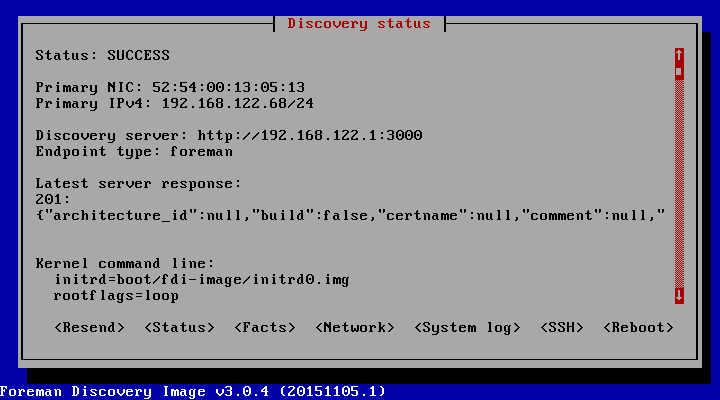 Discovery status
Status: SUCCESS
Primary NIC: 52:54:00:13:05:13
Primary IPv4: 192.168.122.68/24
Discovery server: http://192.168.122.1:3000
Endpoint type: foreman
Latest server response:
201:
{"architecture_id":null,"build":false,"certname":null,"comment":null,"
Kernel command line:
initrd=boot/fdi-image/initrd0.img
rootflags=loop
<Resend> <Status> <Facts> <Network> <System log> <SSH> <Reboot>
Foreman Discovery Image v3.0.4 (20151105.1)